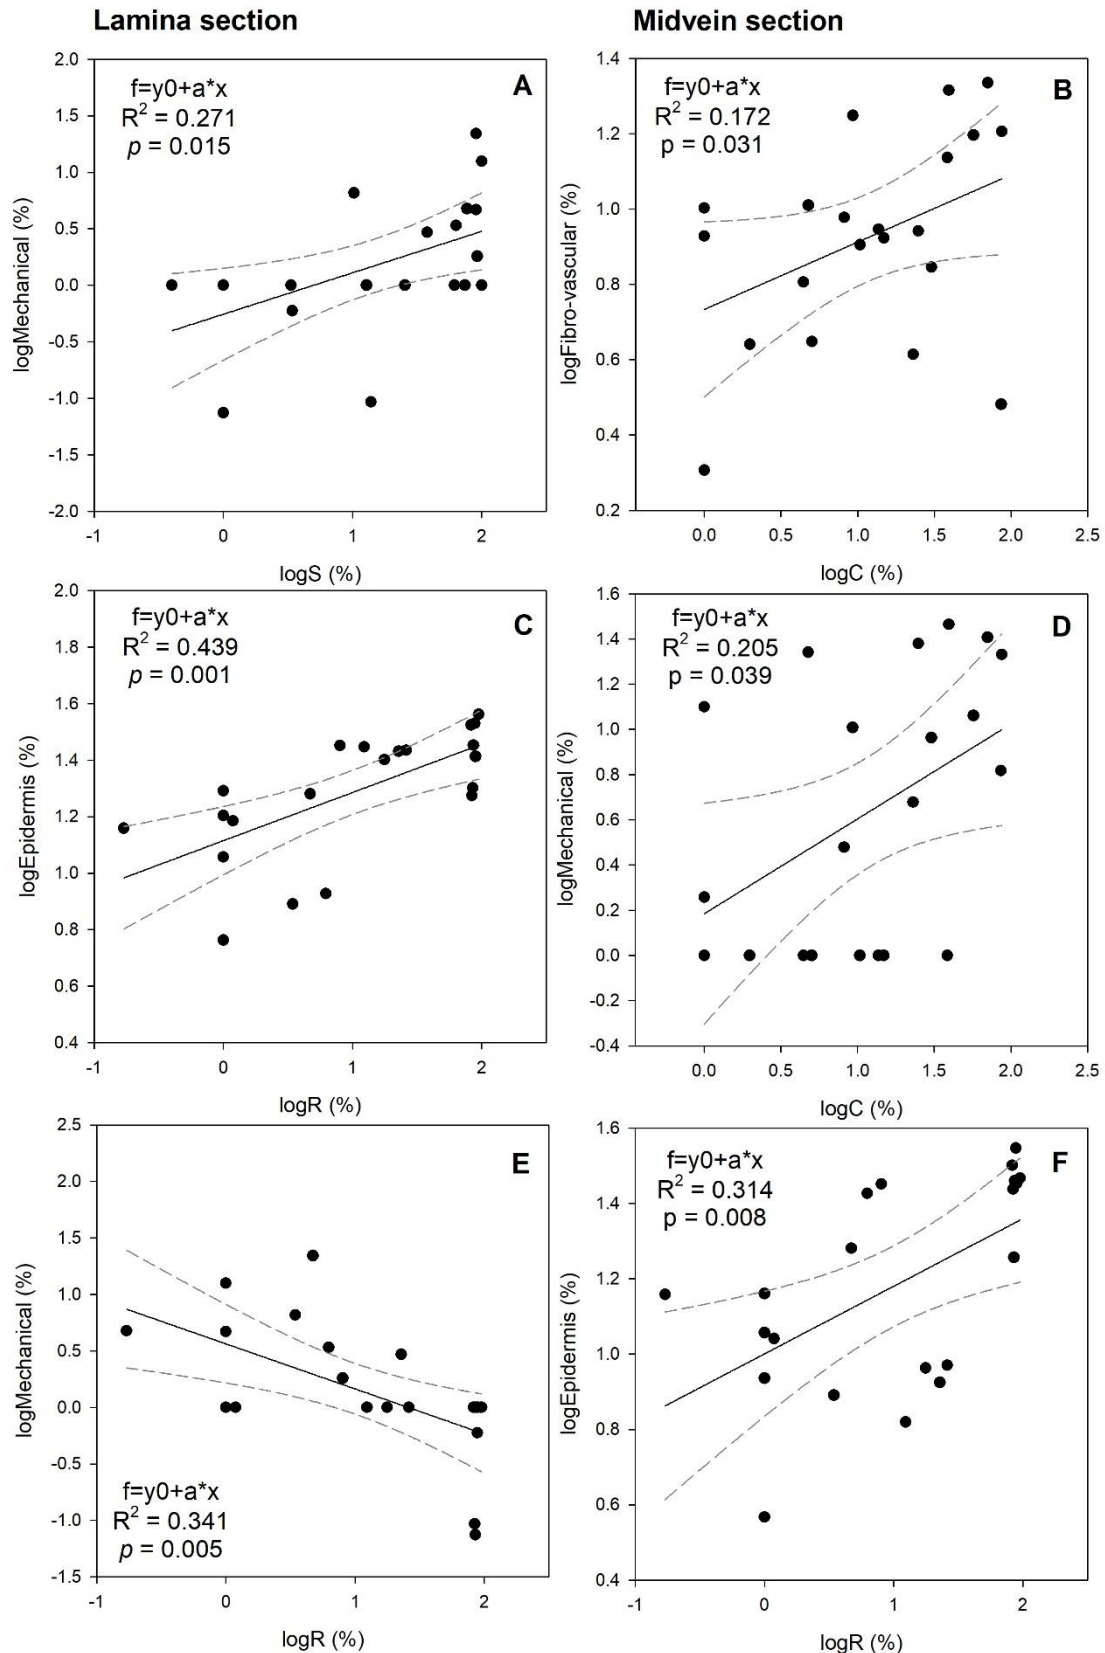 Lamina section
Midvein section
A
f=y0+a*x
R² = 0.271
p = 0.015
2.0
1.5
1.0
0.5
0.0
-0.5
-1.0
-1.5
-2.0
logMechanical (%)
-1
0
1
2
logS (%)
B
f=y0+a*x
R² = 0.172
p = 0.031
1.4
1.2
1.0
0.8
0.6
0.4
0.2
logFibro-vascular (%)
0.0
0.5
1.0
1.5
2.0
2.5
logC (%)
C
f=y0+a*x
R² = 0.439
p = 0.001
2.0
1.8
1.6
1.4
1.2
1.0
0.8
0.6
0.4
logEpidermis (%)
-1
0
1
2
logR (%)
D
f=y0+a*x
R² = 0.205
p = 0.039
1.6
1.4
1.2
1.0
0.8
0.6
0.4
0.2
0.0
-0.2
-0.4
logMechanical (%)
0.0
0.5
1.0
1.5
2.0
2.5
logC (%)
E
f=y0+a*x
R² = 0.341
p = 0.005
2.5
2.0
1.5
1.0
0.5
0.0
-0.5
-1.0
-1.5
logMechanical (%)
-1
0
1
2
logR (%)
F
f=y0+a*x
R² = 0.314
p = 0.008
1.6
1.4
1.2
1.0
0.8
0.6
0.4
logEpidermis (%)
-1
0
1
2
logR (%)